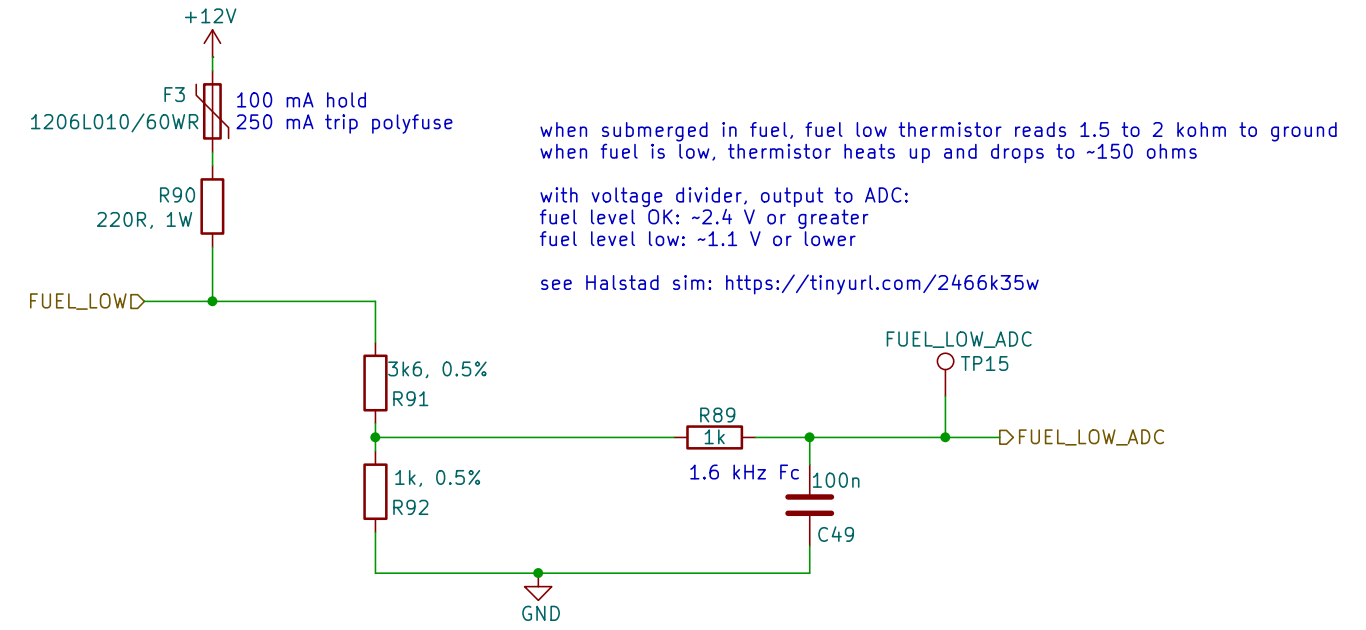 +12V
F3
1206L010/60WR
100 mA hold
250 mA trip polyfuse
when submerged in fuel, fuel low thermistor reads 1.5 to 2 kohm to ground
when fuel is low, thermistor heats up and drops to ~150 ohms
R90
220R, 1W
with voltage divider, output to ADC:
fuel level OK: ~2.4 V or greater
fuel level low: ~1.1 V or lower
see Halstad sim: https://tinyurl.com/2466k35w
FUEL_LOW
FUEL_LOW_ADC
TP15
3k6, 0.5%
R91
R89
1k
FUEL_LOW_ADC
1.6 kHz Fc
100n
1k, 0.5%
R92
C49
GND